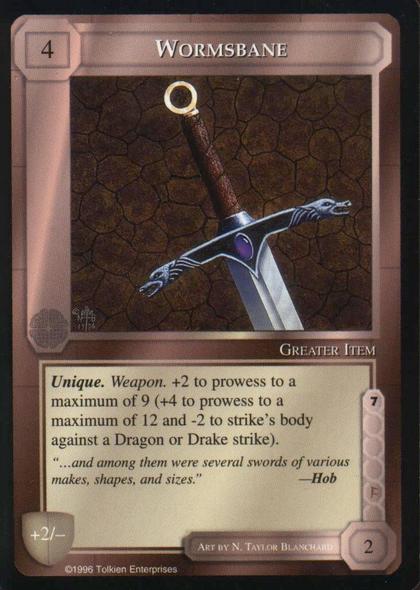 4
WORMSBANE
GREATER ITEM
Unique. Weapon. +2 to prowess to a
maximum of 9 (+4 to prowess to a
maximum of 12 and -2 to strike's body
against a Dragon or Drake strike).
"...and among them were several swords of various
makes, shapes, and sizes." —Hob
7
F
+2/–
ART BY N. TAYLOR BLANCHARD
2
©1996 Tolkien Enterprises